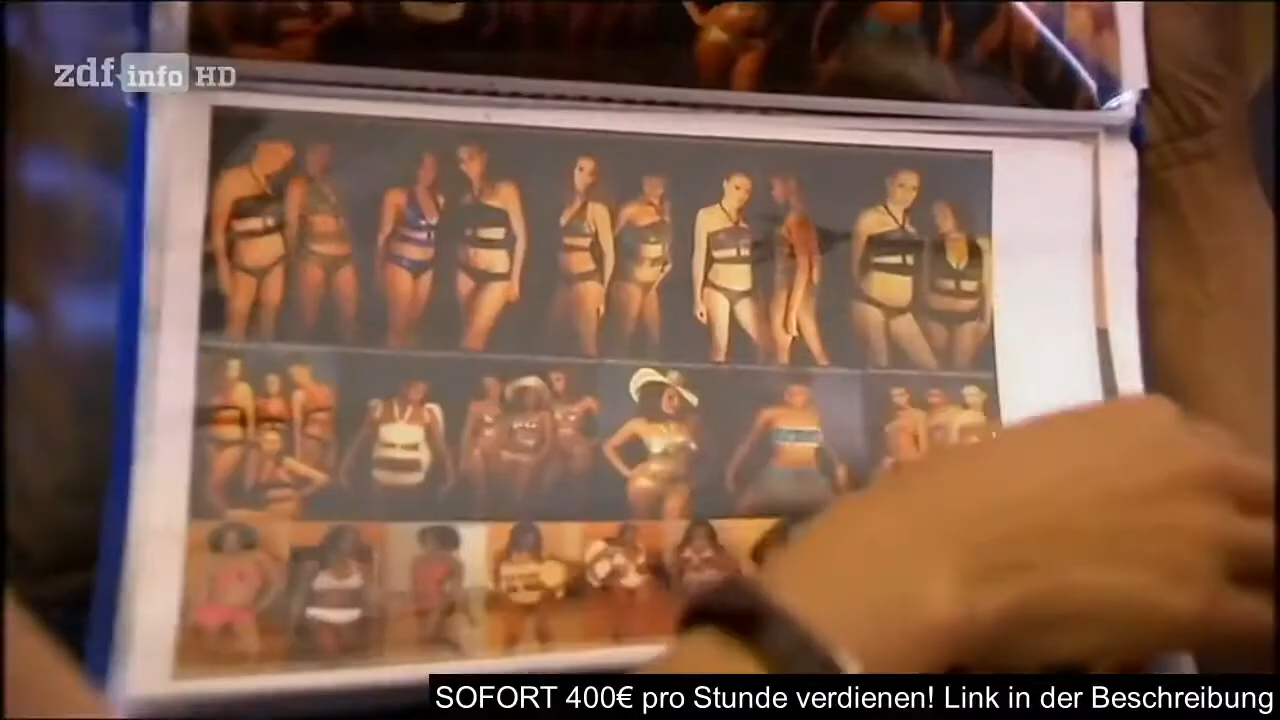 zdf info HD
SOFORT 400€ pro Stunde verdienen! Link in der Beschreibung